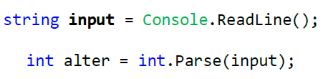 string input = Console.ReadLine();
int alter = int.Parse(input);